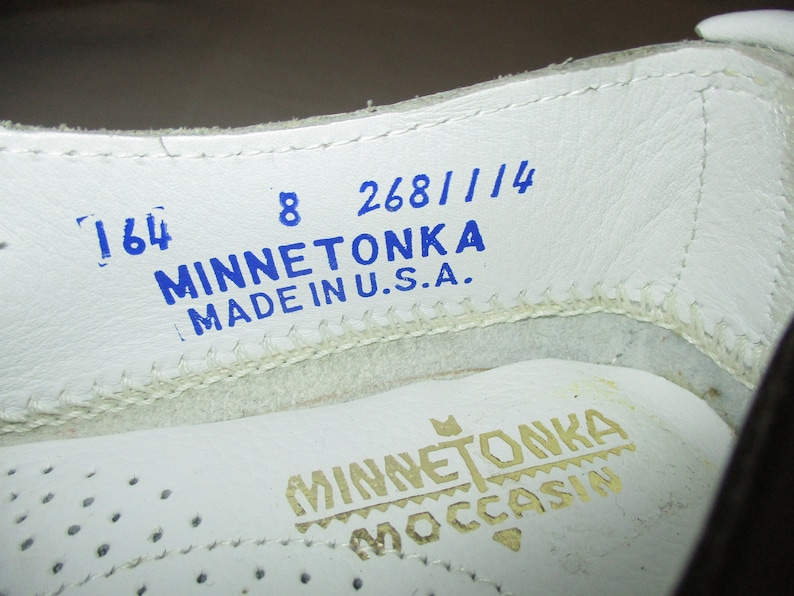 164 8 2681114
MINNETONKA
MADE IN U.S.A.
MINNETONKA
MOCCASIN